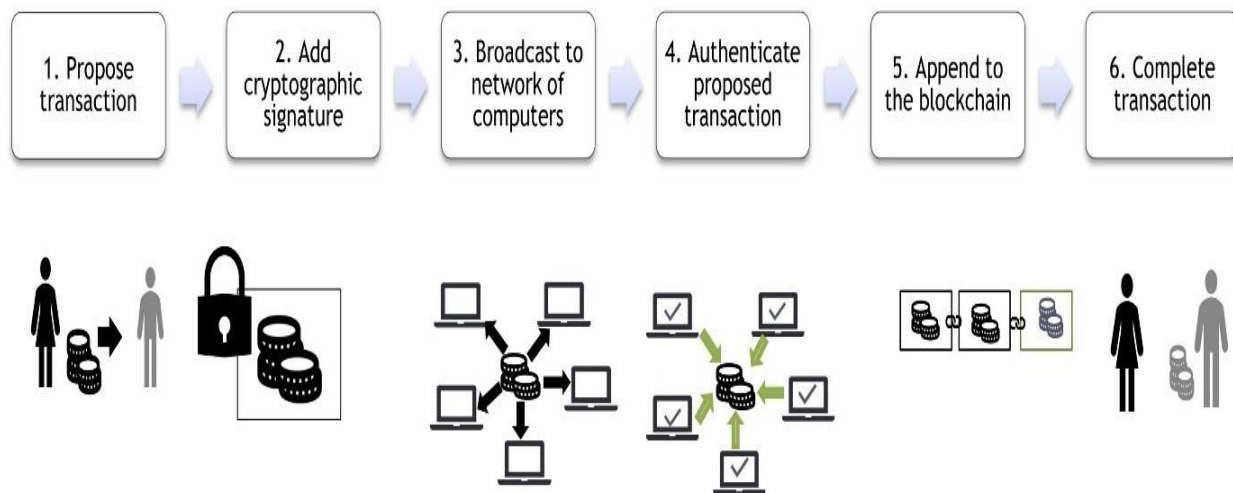 1. Propose
transaction
2. Add
cryptographic
signature
3. Broadcast to
network of
computers
4. Authenticate
proposed
transaction
5. Append to
the blockchain
6. Complete
transaction